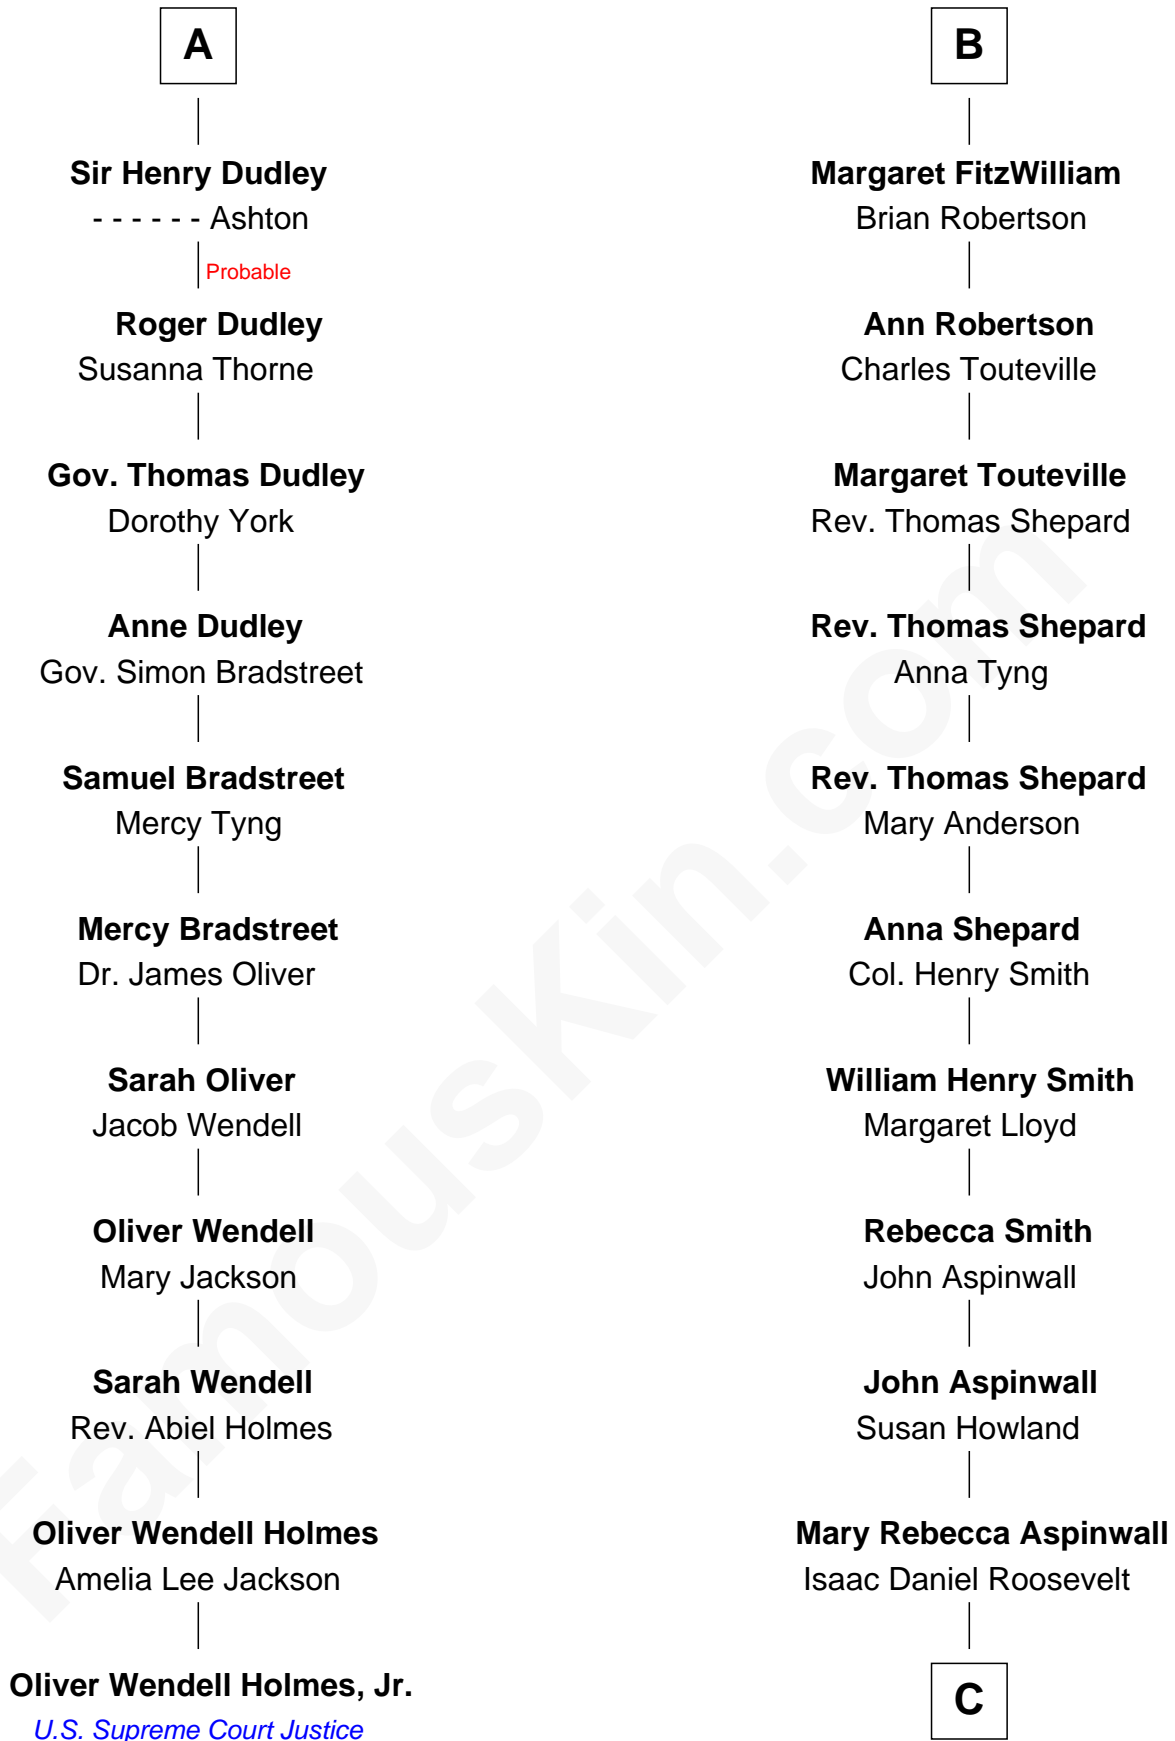 A
Sir Henry Dudley
- - - - - - Ashton
Probable
Roger Dudley
Susanna Thorne
Gov. Thomas Dudley
Dorothy York
Anne Dudley
Gov. Simon Bradstreet
Samuel Bradstreet
Mercy Tyng
Mercy Bradstreet
Dr. James Oliver
Sarah Oliver
Jacob Wendell
Oliver Wendell
Mary Jackson
Sarah Wendell
Rev. Abiel Holmes
Oliver Wendell Holmes
Amelia Lee Jackson
Oliver Wendell Holmes, Jr.
U.S. Supreme Court Justice
B
Margaret FitzWilliam
Brian Robertson
Ann Robertson
Charles Touteville
Margaret Touteville
Rev. Thomas Shepard
Rev. Thomas Shepard
Anna Tyng
Rev. Thomas Shepard
Mary Anderson
Anna Shepard
Col. Henry Smith
William Henry Smith
Margaret Lloyd
Rebecca Smith
John Aspinwall
John Aspinwall
Susan Howland
Mary Rebecca Aspinwall
Isaac Daniel Roosevelt
C
FamousKin.com